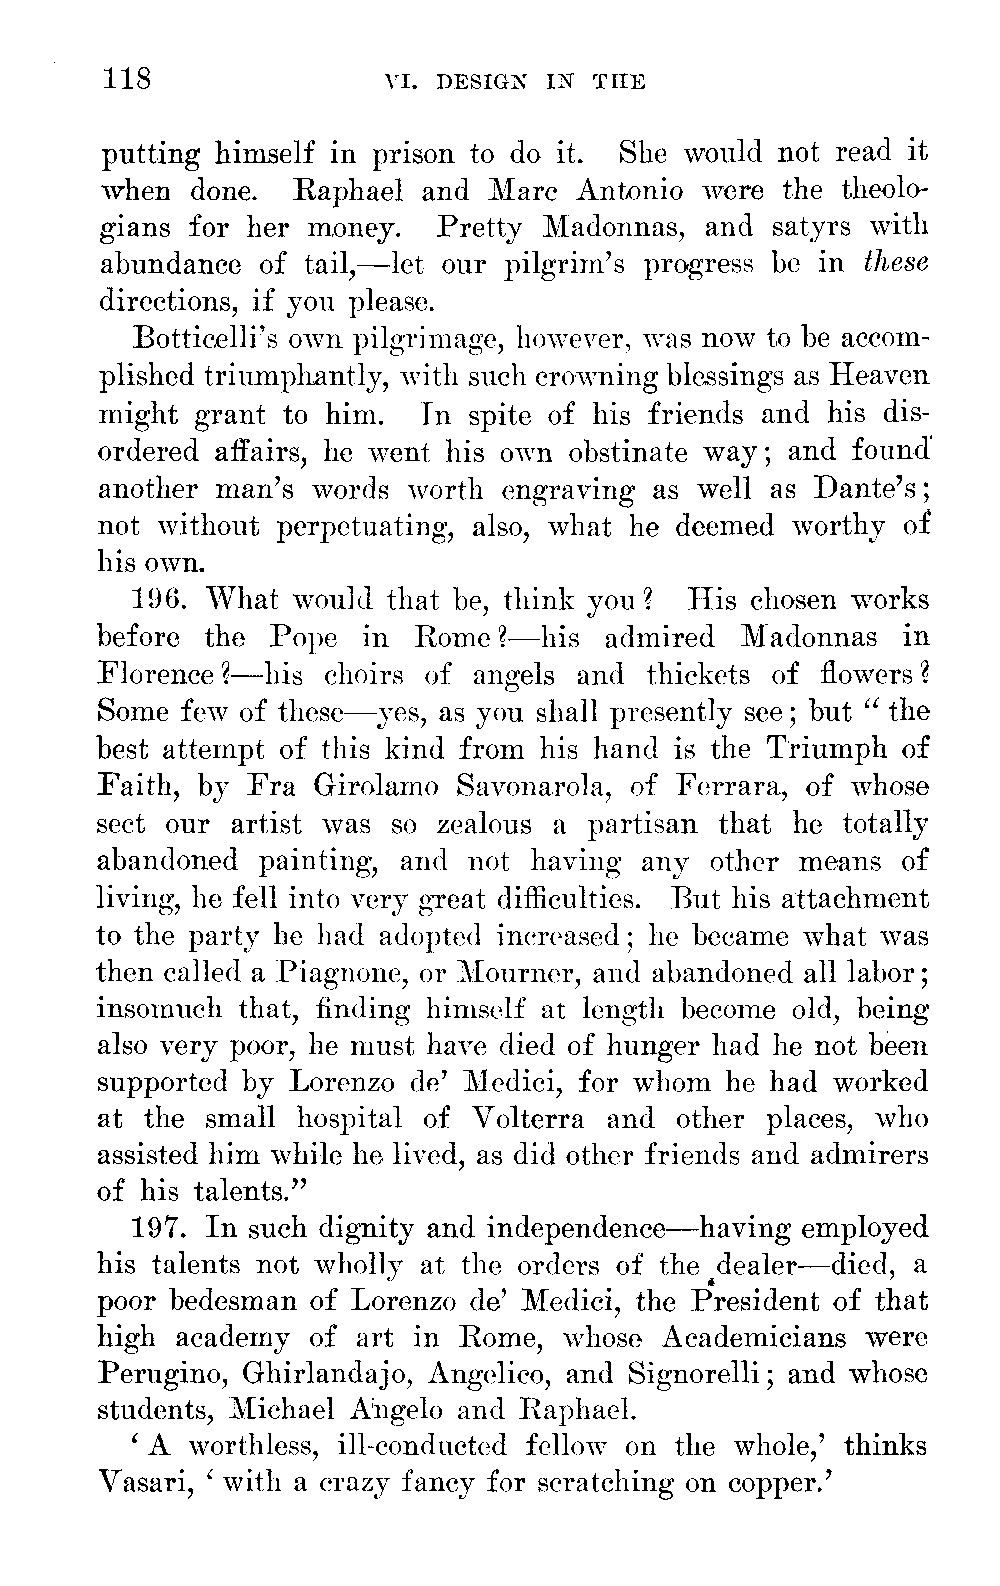 118 VI. DESIGN IN THE
putting himself in prison to do it. She would not read it
when done. Raphael and Marc Antonio were the theolo-
gians for her money. Pretty Madonnas, and satyrs with
abundance of tail,—let our pilgrim's progress be in these
directions, if you please.
Botticelli's own pilgrimage, however, was now to be accom-
plished triumphantly, with such crowning blessings as Heaven
might grant to him. In spite of his friends and his dis-
ordered affairs, he went his own obstinate way; and found
another man's words worth engraving as well as Dante's;
not without perpetuating, also, what he deemed worthy of
his own.
196. What would that be, think you? His chosen works
before the Pope in Rome?—his admired Madonnas in
Florence?—his choirs of angels and thickets of flowers?
Some few of these—yes, as you shall presently see; but “ the
best attempt of this kind from his hand is the Triumph of
Faith, by Fra Girolamo Savonarola, of Ferrara, of whose
sect our artist was so zealous a partisan that he totally
abandoned painting, and not having any other means of
living, he fell into very great difficulties. But his attachment
to the party he had adopted increased; he became what was
then called a Piagnone, or Mourner, and abandoned all labor;
insomuch that, finding himself at length become old, being
also very poor, he must have died of hunger had he not been
supported by Lorenzo de' Medici, for whom he had worked
at the small hospital of Volterra and other places, who
assisted him while he lived, as did other friends and admirers
of his talents.”
197. In such dignity and independence—having employed
his talents not wholly at the orders of the dealer—died, a
poor bedesman of Lorenzo de' Medici, the President of that
high academy of art in Rome, whose Academicians were
Perugino, Ghirlandajo, Angelico, and Signorelli; and whose
students, Michael Angelo and Raphael.
‘ A worthless, ill-conducted fellow on the whole,’ thinks
Vasari, ‘ with a crazy fancy for scratching on copper.’